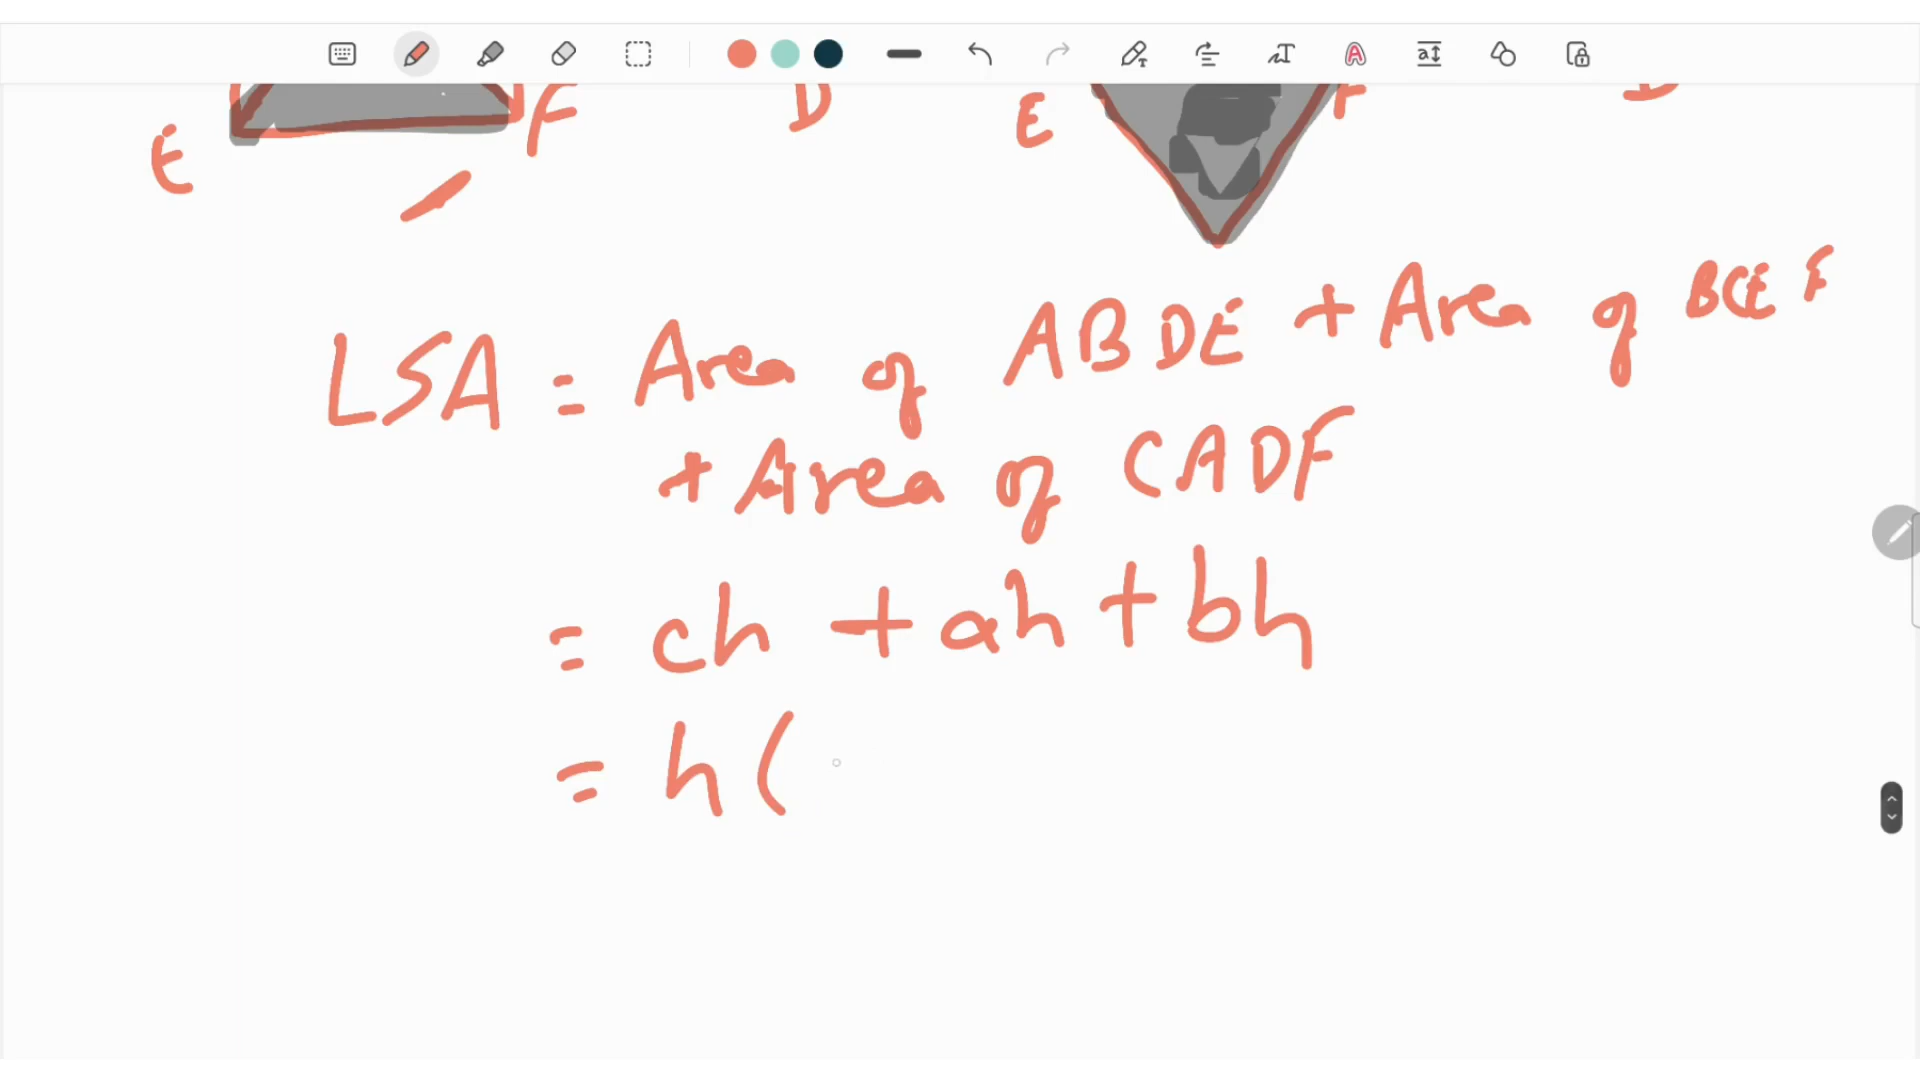 E F D E F D
LSA = Area of ABDE + Area of BCEF
+ Area of CADF
= ch + ah + bh
= h (